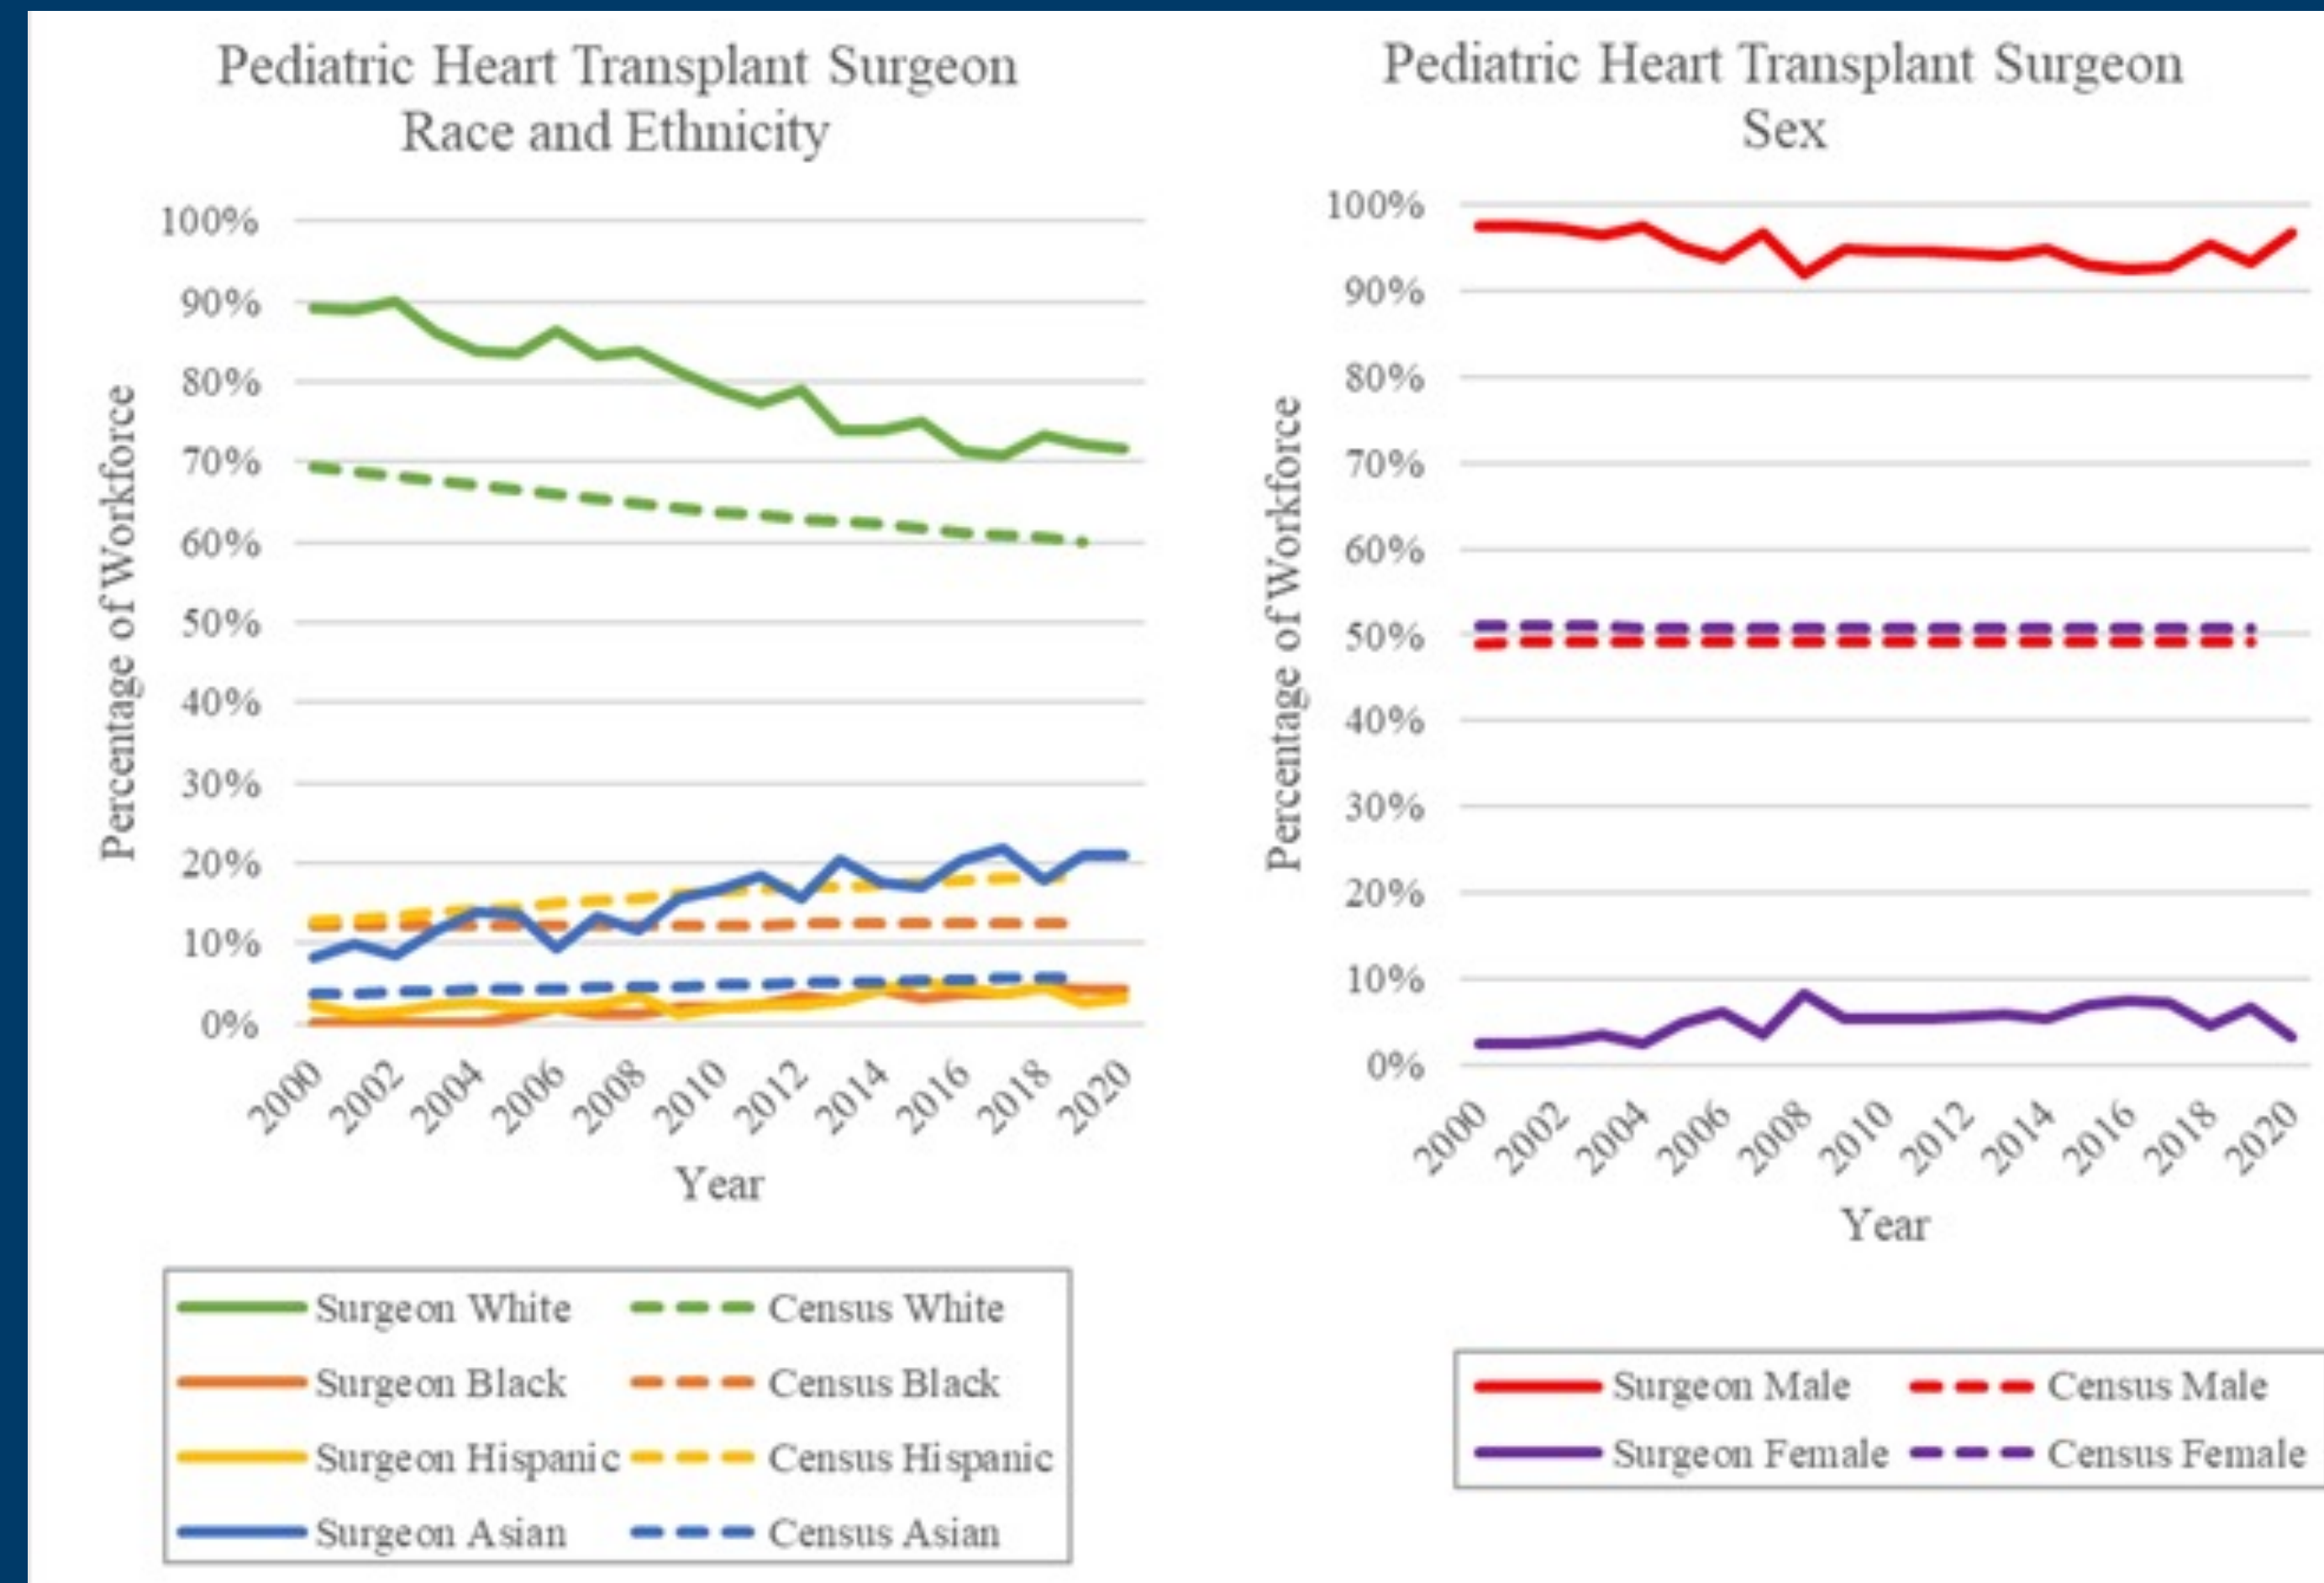 Pediatric Heart Transplant Surgeon
Race and Ethnicity
100%
90%
80%
70%
60%
50%
40%
30%
20%
10%
0%
Percentage of Workforce
2000
2002
2004
2006
2008
2010
2012
2014
2016
2018
2020
Year
Surgeon White
Census White
Surgeon Black
Census Black
Surgeon Hispanic
Census Hispanic
Surgeon Asian
Census Asian
Pediatric Heart Transplant Surgeon
Sex
100%
90%
80%
70%
60%
50%
40%
30%
20%
10%
0%
Percentage of Workforce
2000
2002
2004
2006
2008
2010
2012
2014
2016
2018
2020
Year
Surgeon Male
Census Male
Surgeon Female
Census Female